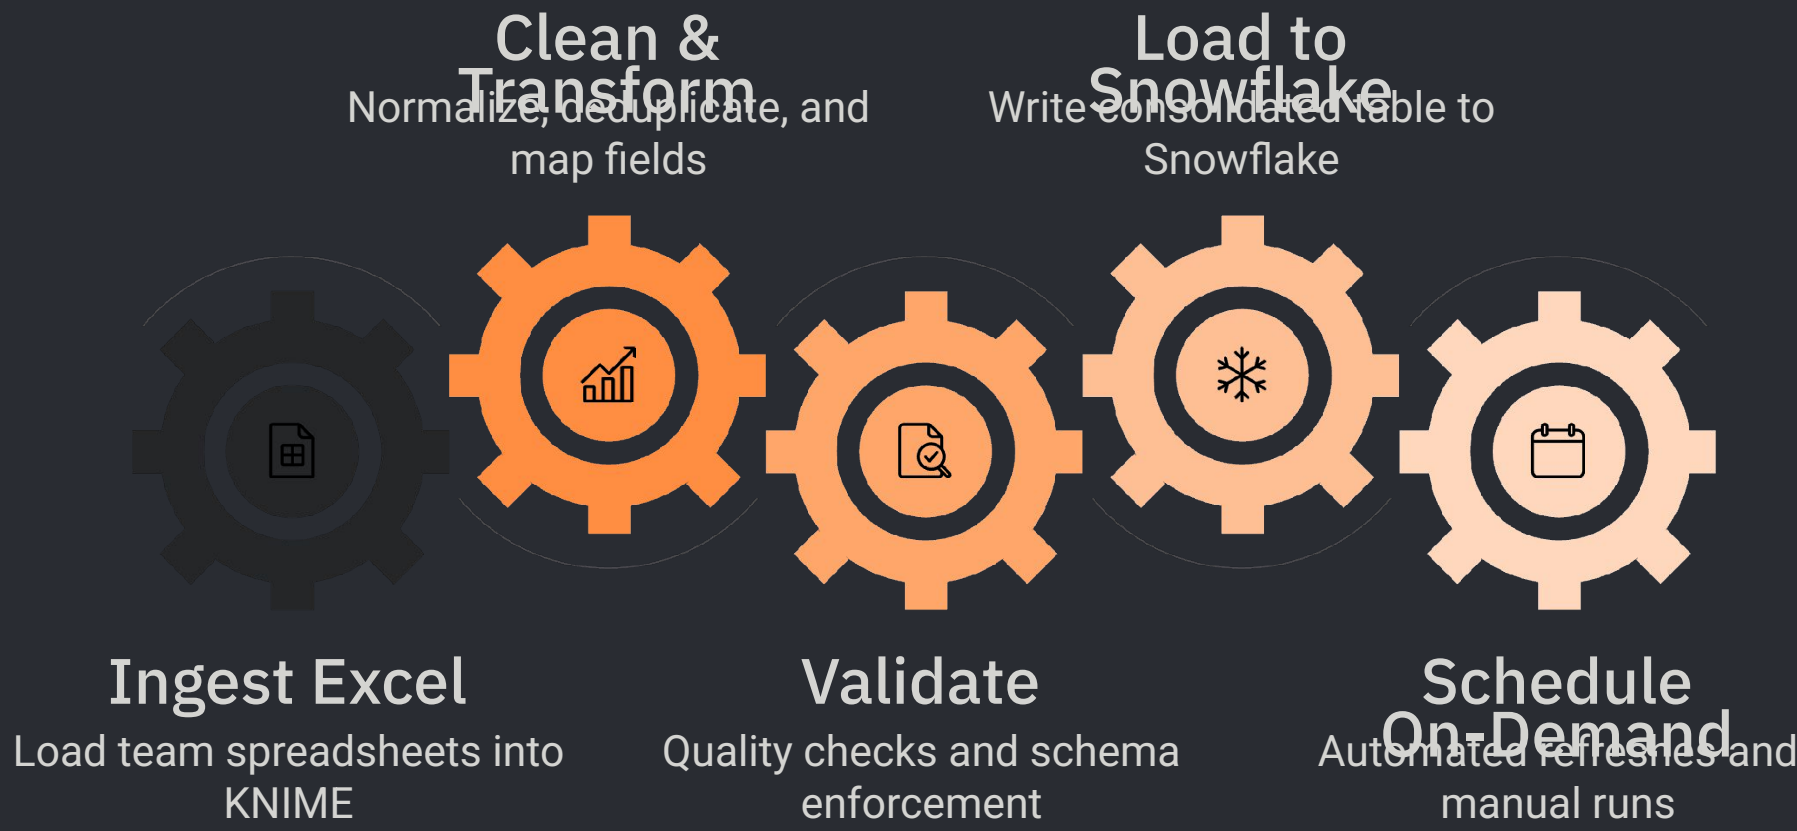 Clean &
Transform
Normalize, deduplicate, and
map fields
Load to
Snowflake
Write consolidated table to
Snowflake
Ingest Excel
Load team spreadsheets into
KNIME
Validate
Quality checks and schema
enforcement
Schedule
On-Demand
Automated refreshes and
manual runs